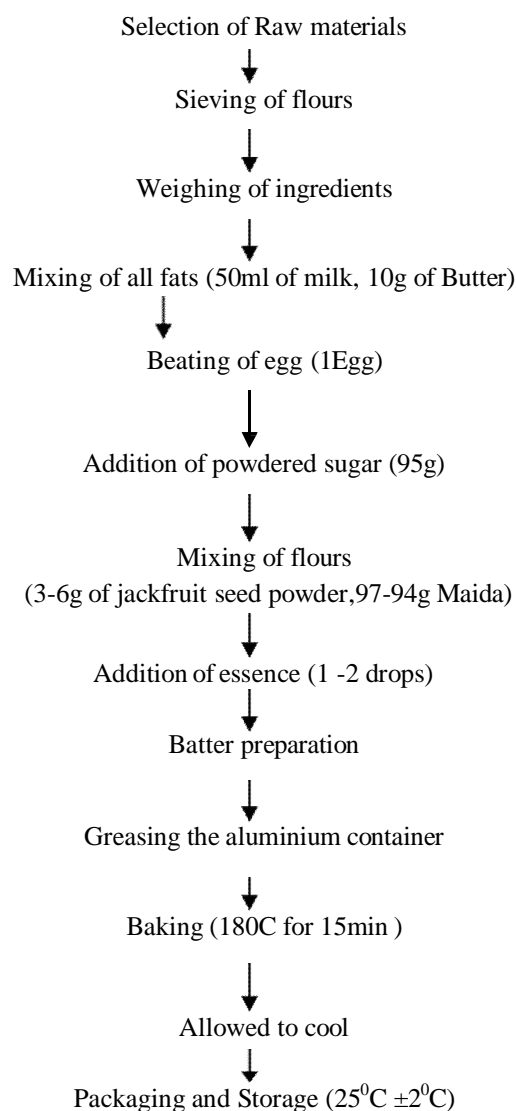 Selection of Raw materials
Sieving of flours
Weighing of ingredients
Mixing of all fats (50ml of milk, 10g of Butter)
Beating of egg (1Egg)
Addition of powdered sugar (95g)
Mixing of flours
(3-6g of jackfruit seed powder,97-94g Maida)
Addition of essence (1 -2 drops)
Batter preparation
Greasing the aluminium container
Baking (180C for 15min )
Allowed to cool
Packaging and Storage (25⁰C ±2⁰C)